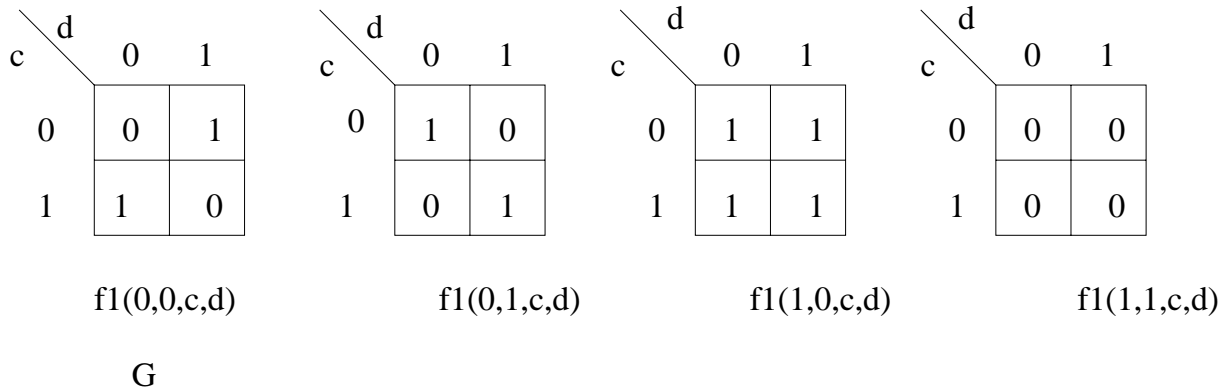 d d d d
c 0 1 c 0 1 c 0 1 c 0 1
0 0 1 0 1 0 0 1 1 0 0 0
1 1 0 1 0 1 1 1 1 1 0 0
f1(0,0,c,d) f1(0,1,c,d) f1(1,0,c,d) f1(1,1,c,d)
G